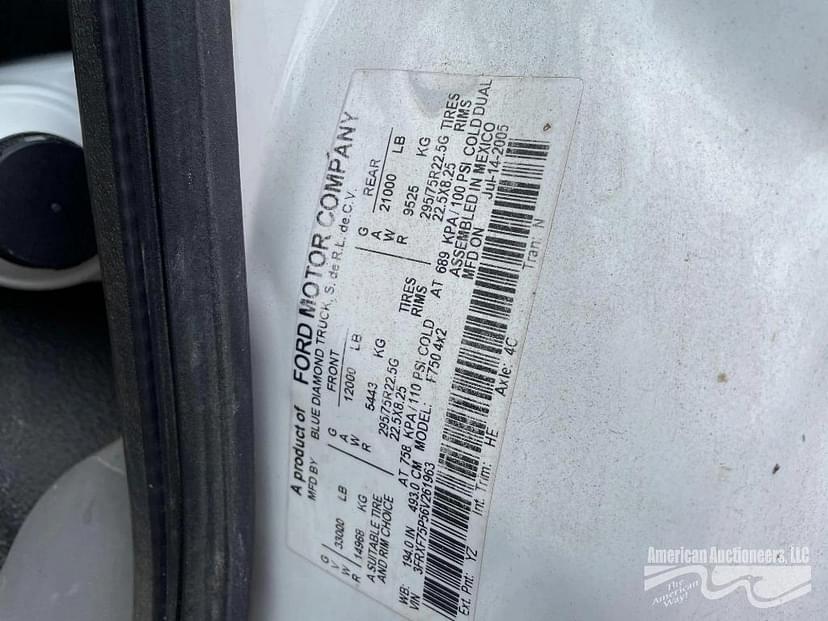 A product of
FORD MOTOR COMPANY
MFD BY BLUE DIAMOND TRUCK, S. de R.L. de C.V.
FRONT REAR
GVWR 33000 LB GAWR 12000 LB GAWR 21000 LB
14968 KG 5443 KG 9525 KG
A SUITABLE TIRE 295/75R22.5G TIRES 295/75R22.5G TIRES
AND RIM CHOICE 22.5X8.25 RIMS 22.5X8.25 RIMS
AT 758 KPA/110 PSI COLD AT 689 KPA/100 PSI COLD DUAL
WB: 194.0 IN 493.0 CM MODEL: F750 4x2 ASSEMBLED IN MEXICO
VIN 3FRXF75P56V261963 MFD ON Jul-14-2005
Ext. Pnt: YZ Int. Trim: HE Axle: 4C Tran: N
American Auctioneers, LLC
The
American
Way!